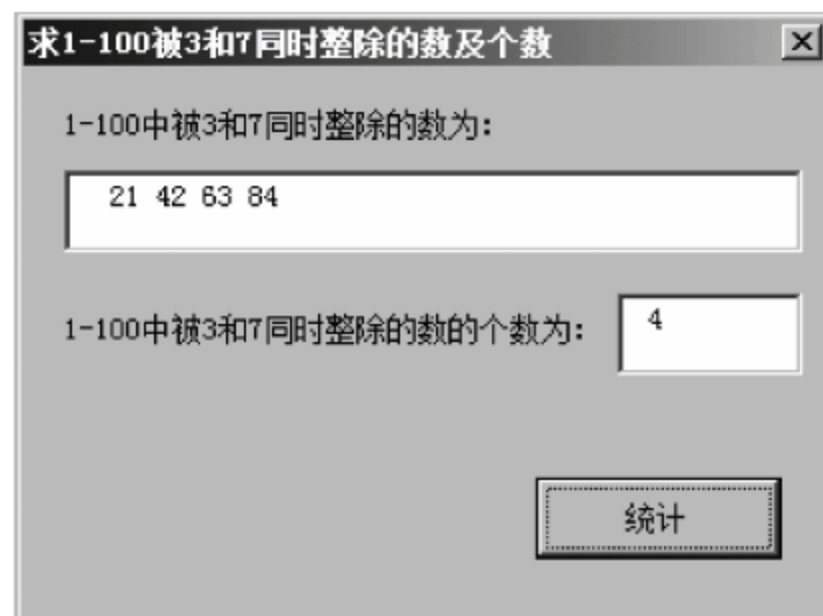 求1-100被3和7同时整除的数及个数
1-100中被3和7同时整除的数为:
21 42 63 84
1-100中被3和7同时整除的数的个数为:
4
统计